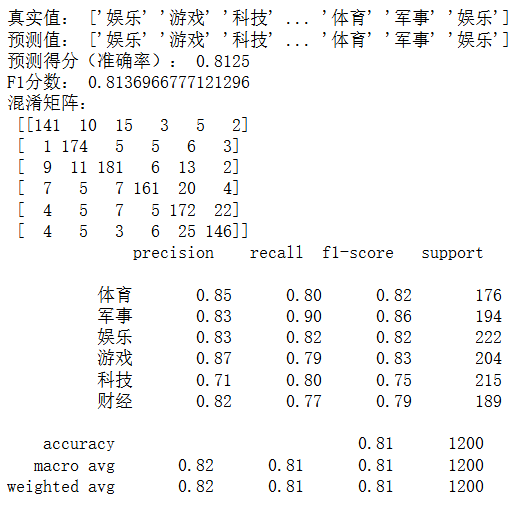 真实值： ['娱乐' '游戏' '科技' ... '体育' '军事' '娱乐']
预测值： ['娱乐' '游戏' '科技' ... '体育' '军事' '娱乐']
预测得分（准确率）： 0.8125
F1分数： 0.8136966777121296
混淆矩阵：
[[141 10 15 3 5 2]
[ 1 174 5 5 6 3]
[ 9 11 181 6 13 2]
[ 7 5 7 161 20 4]
[ 4 5 7 5 172 22]
[ 4 5 3 6 25 146]]
precision recall f1-score support
体育 0.85 0.80 0.82 176
军事 0.83 0.90 0.86 194
娱乐 0.83 0.82 0.82 222
游戏 0.87 0.79 0.83 204
科技 0.71 0.80 0.75 215
财经 0.82 0.77 0.79 189
accuracy 0.81 1200
macro avg 0.82 0.81 0.81 1200
weighted avg 0.82 0.81 0.81 1200